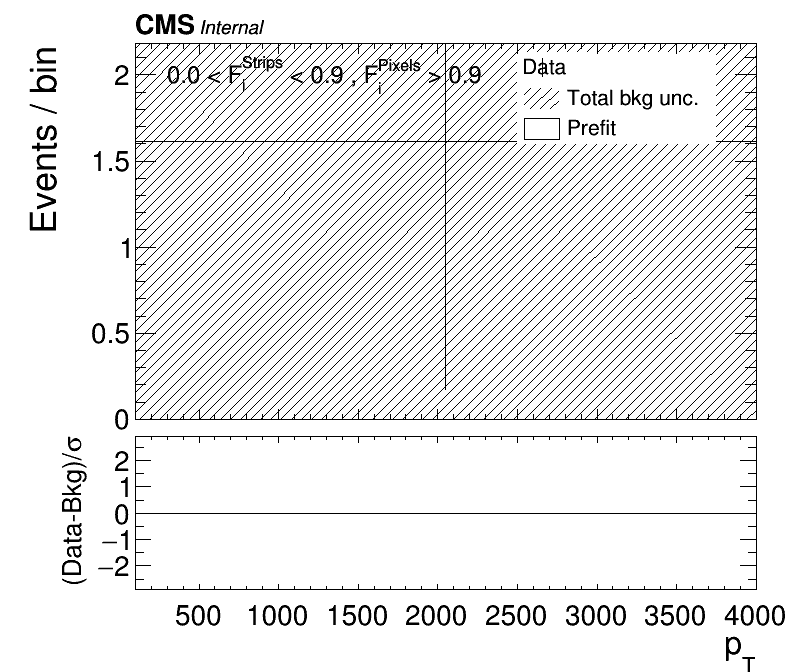 CMS Internal
Events / bin
0.0 < F_i^Strips < 0.9 , F_i^Pixels > 0.9
Data
Total bkg unc.
Prefit
2
1.5
1
0.5
0
(Data-Bkg)/σ
2
1
0
−1
−2
500 1000 1500 2000 2500 3000 3500 4000
p_T